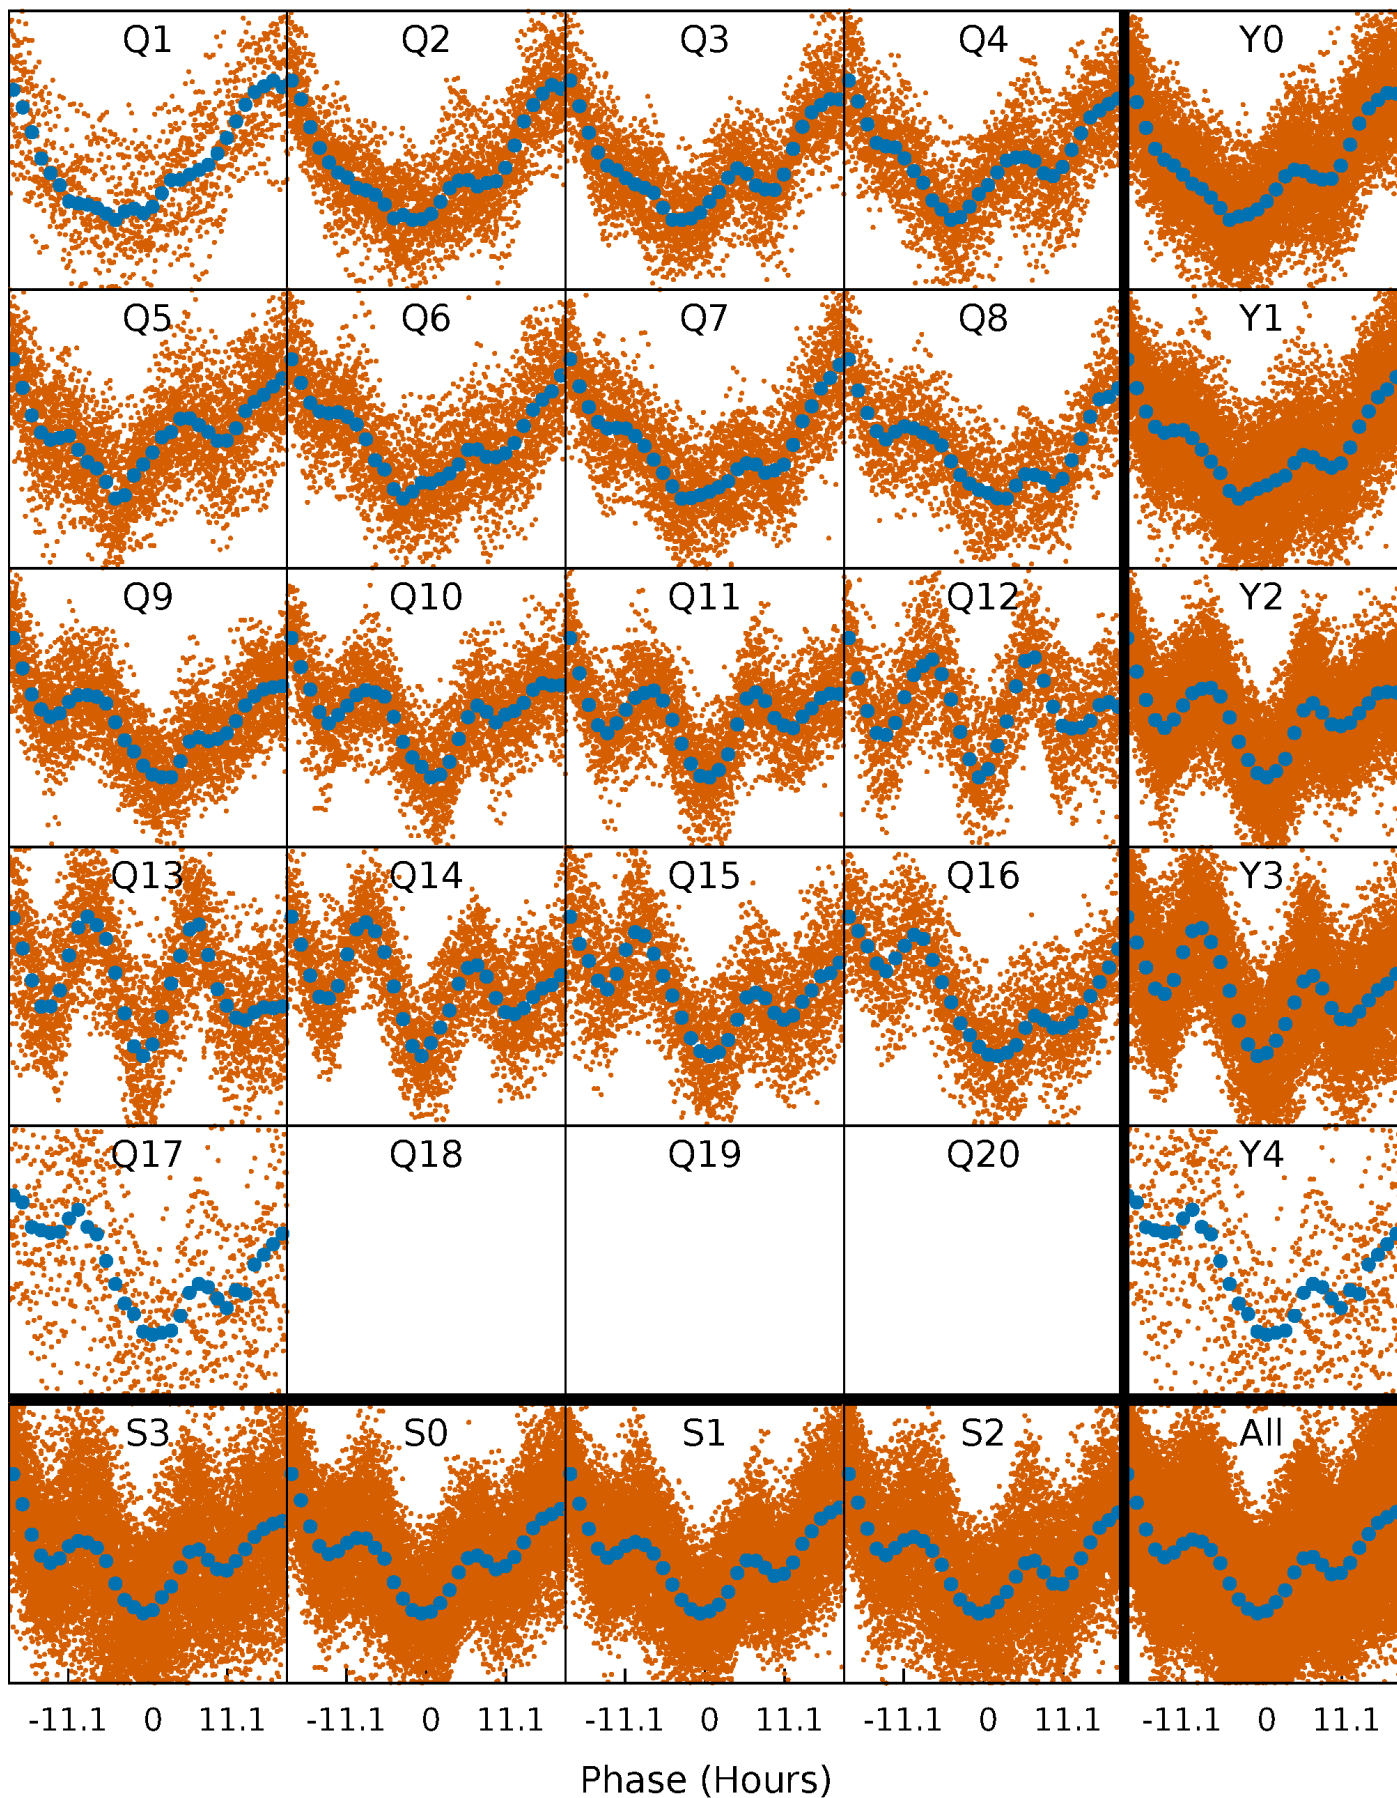 Q1 Q2 Q3 Q4 Y0
Q5 Q6 Q7 Q8 Y1
Q9 Q10 Q11 Q12 Y2
Q13 Q14 Q15 Q16 Y3
Q17 Q18 Q19 Q20 Y4
S3 S0 S1 S2 All
-11.1 0 11.1 -11.1 0 11.1 -11.1 0 11.1 -11.1 0 11.1 -11.1 0 11.1
Phase (Hours)